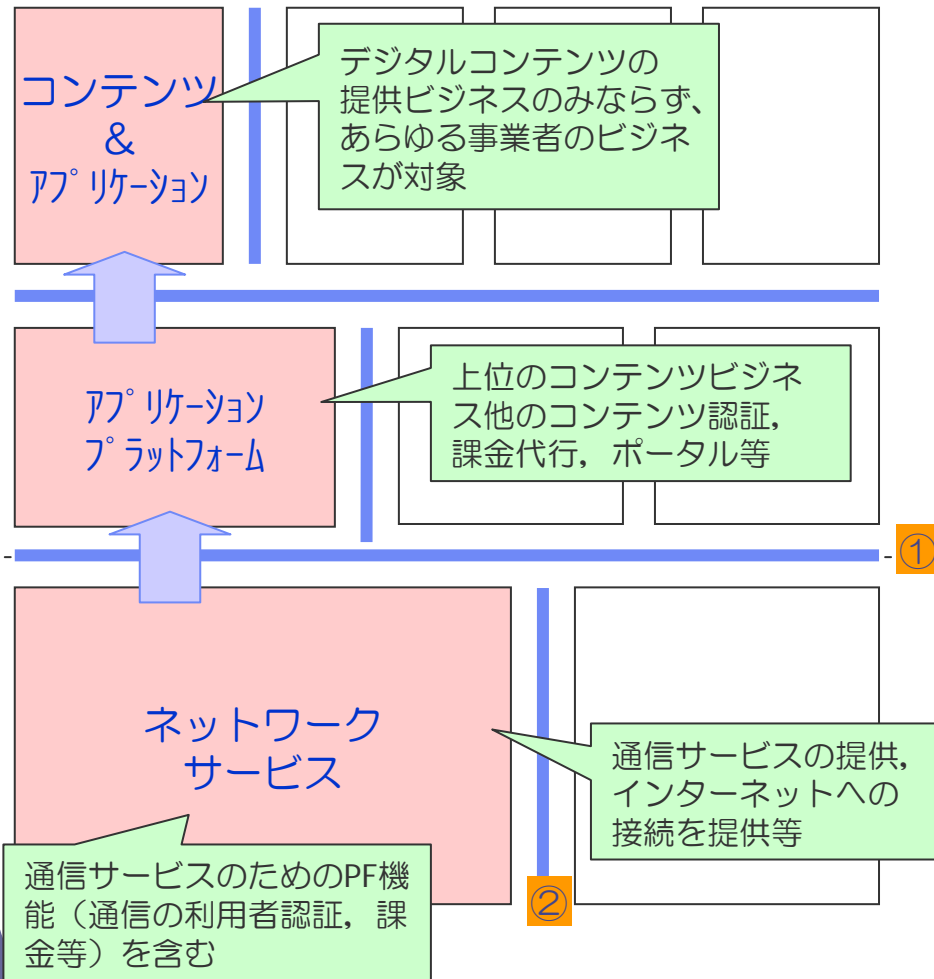 コンテンツ
&
ｱﾌﾟﾘｹｰｼｮﾝ
デジタルコンテンツの
提供ビジネスのみならず、
あらゆる事業者のビジネ
スが対象
ｱﾌﾟﾘｹｰｼｮﾝ
ﾌﾟﾗｯﾄﾌｫｰﾑ
上位のコンテンツビジネ
ス他のコンテンツ認証，
課金代行，ポータル等
①
ネットワーク
サービス
通信サービスの提供，
インターネットへの
接続を提供等
通信サービスのためのPF機
能（通信の利用者認証，課
金等）を含む
②